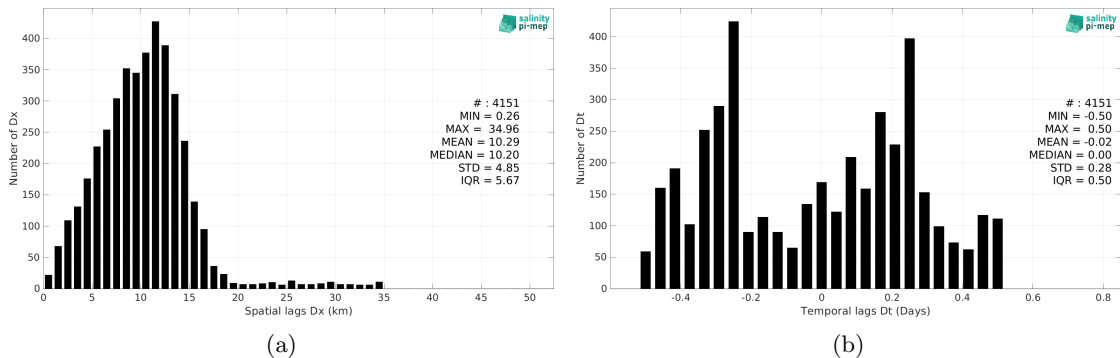 salinity
pi-mep
400
350
300
250
200
150
100
50
0
Number of Dx
# : 4151
MIN = 0.26
MAX = 34.96
MEAN = 10.29
MEDIAN = 10.20
STD = 4.85
IQR = 5.67
0 5 10 15 20 25 30 35 40 45 50
Spatial lags Dx (km)
(a)
salinity
pi-mep
400
350
300
250
200
150
100
50
0
Number of Dt
# : 4151
MIN = -0.50
MAX = 0.50
MEAN = -0.02
MEDIAN = 0.00
STD = 0.28
IQR = 0.50
-0.4 -0.2 0 0.2 0.4 0.6 0.8
Temporal lags Dt (Days)
(b)